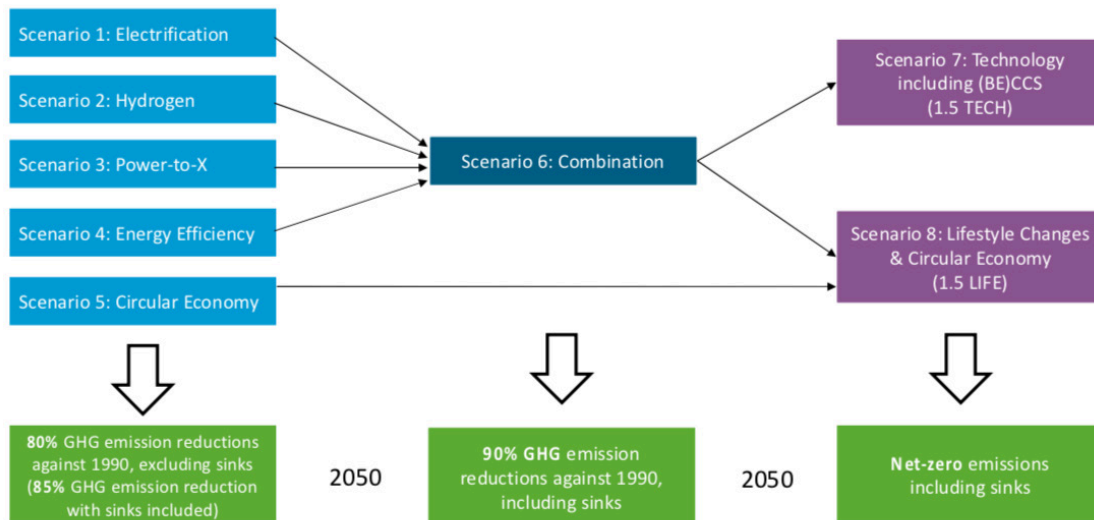 Scenario 1: Electrification
Scenario 2: Hydrogen
Scenario 3: Power-to-X
Scenario 4: Energy Efficiency
Scenario 5: Circular Economy
Scenario 6: Combination
Scenario 7: Technology
including (BE)CCS
(1.5 TECH)
Scenario 8: Lifestyle Changes
& Circular Economy
(1.5 LIFE)
80% GHG emission reductions
against 1990, excluding sinks
(85% GHG emission reduction
with sinks included)
2050
90% GHG emission
reductions against 1990,
including sinks
2050
Net-zero emissions
including sinks